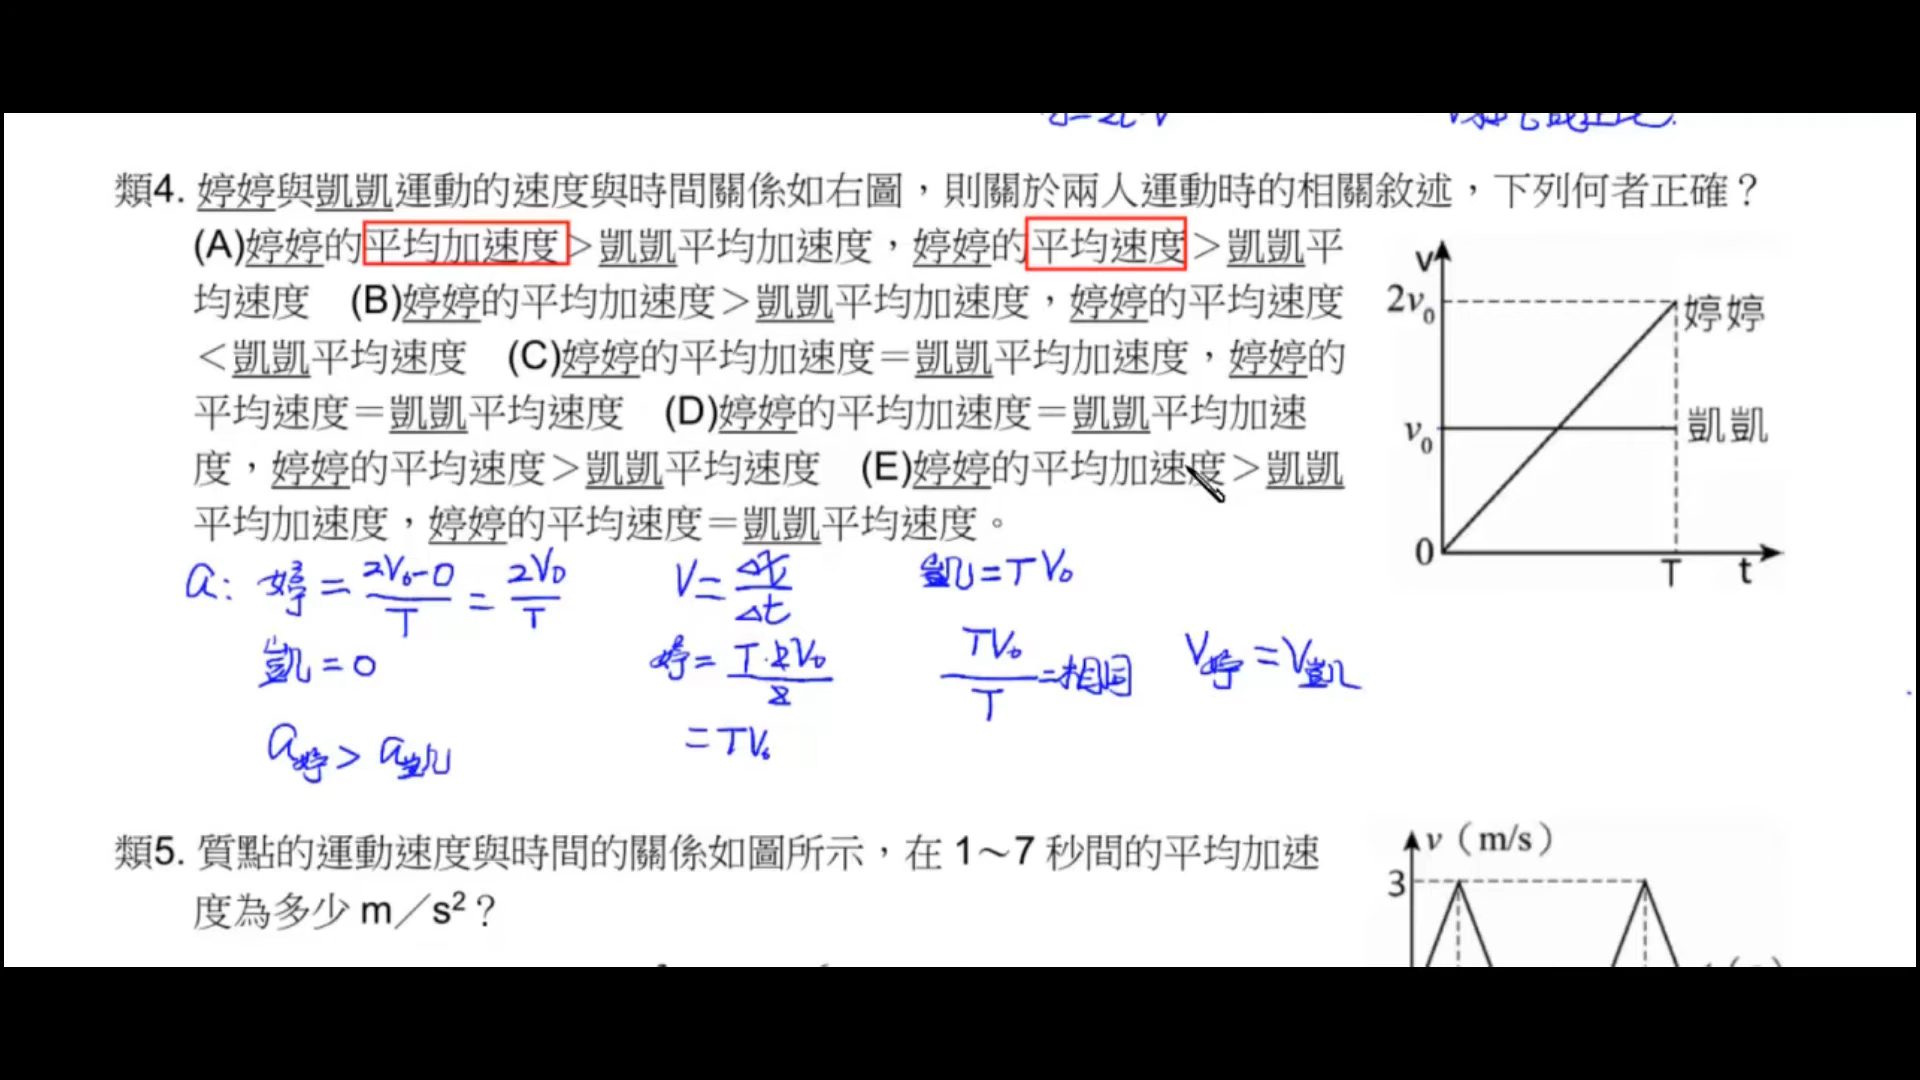 類4. 婷婷與凱凱運動的速度與時間關係如右圖，則關於兩人運動時的相關敘述，下列何者正確？
(A)婷婷的平均加速度＞凱凱平均加速度，婷婷的平均速度＞凱凱平
均速度　(B)婷婷的平均加速度＞凱凱平均加速度，婷婷的平均速度
＜凱凱平均速度　(C)婷婷的平均加速度＝凱凱平均加速度，婷婷的
平均速度＝凱凱平均速度　(D)婷婷的平均加速度＝凱凱平均加速
度，婷婷的平均速度＞凱凱平均速度　(E)婷婷的平均加速度＞凱凱
平均加速度，婷婷的平均速度＝凱凱平均速度。
v
2v₀
婷婷
v₀
凱凱
0
T
t
a: 婷 = 2V₀-0/T = 2V₀/T
凱 = 0
a婷 > a凱
V = Δx/Δt
婷 = T·2V₀/2
= TV₀
凱 = TV₀
TV₀/T = 相同
V婷 = V凱
類5. 質點的運動速度與時間的關係如圖所示，在 1～7 秒間的平均加速
度為多少 m／s²？
v（m/s）
3